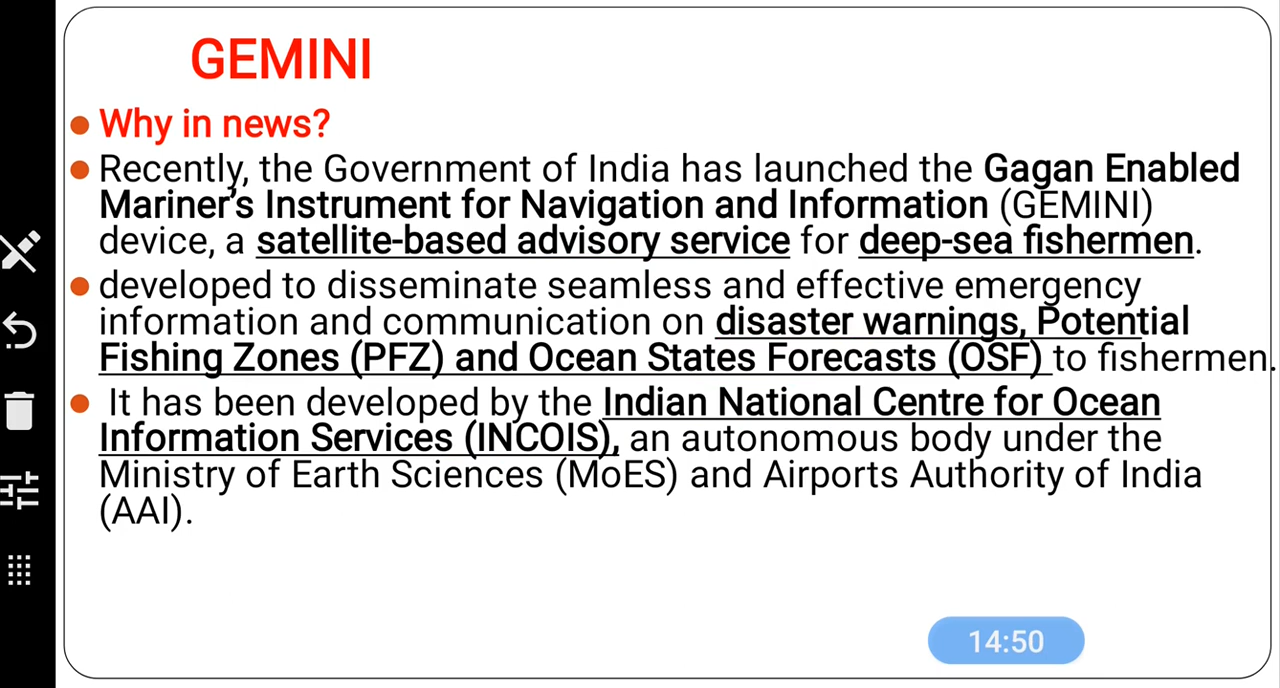 GEMINI
Why in news?
Recently, the Government of India has launched the Gagan Enabled
Mariner's Instrument for Navigation and Information (GEMINI)
device, a satellite-based advisory service for deep-sea fishermen.
developed to disseminate seamless and effective emergency
information and communication on disaster warnings, Potential
Fishing Zones (PFZ) and Ocean States Forecasts (OSF) to fishermen.
It has been developed by the Indian National Centre for Ocean
Information Services (INCOIS), an autonomous body under the
Ministry of Earth Sciences (MoES) and Airports Authority of India
(AAI).
14:50